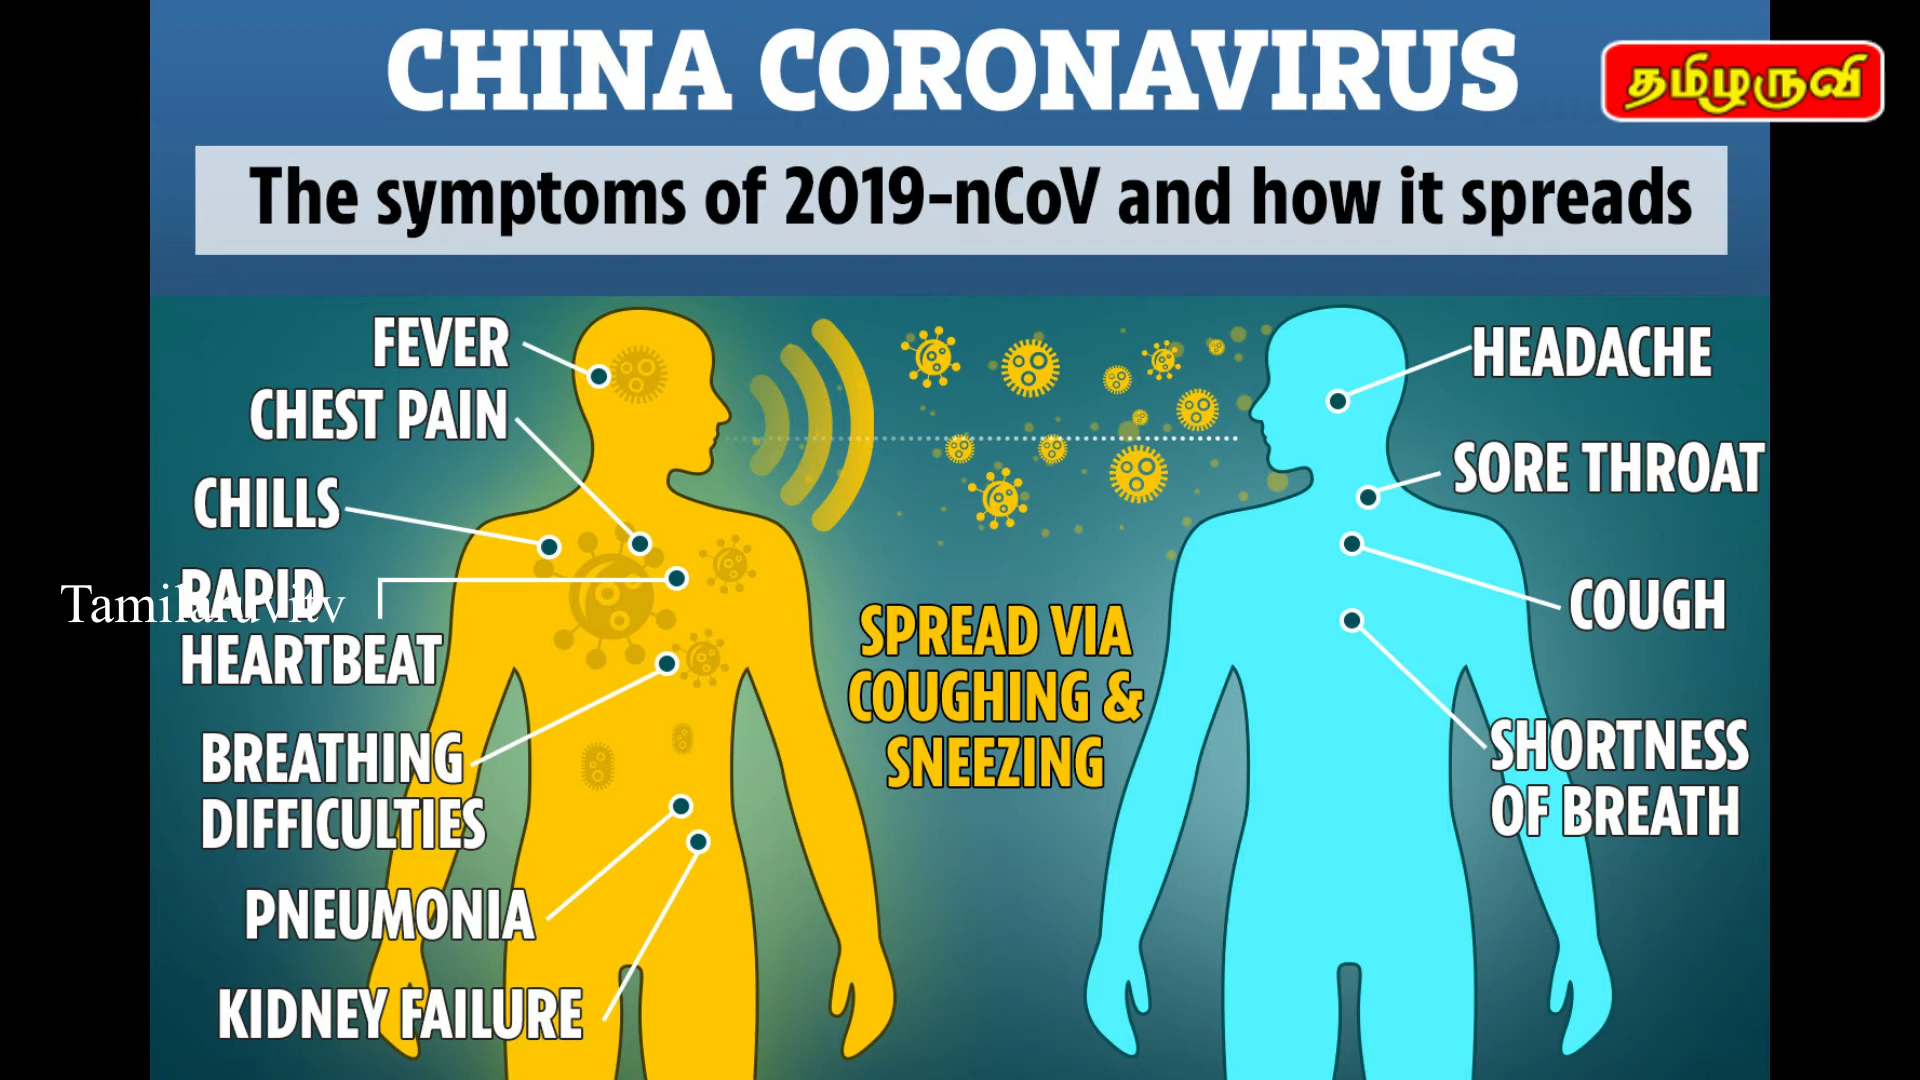 CHINA CORONAVIRUS
தமிழருவி
The symptoms of 2019-nCoV and how it spreads
FEVER
CHEST PAIN
CHILLS
RAPID
HEARTBEAT
Tamilaruvitv
BREATHING
DIFFICULTIES
PNEUMONIA
KIDNEY FAILURE
SPREAD VIA
COUGHING &
SNEEZING
HEADACHE
SORE THROAT
COUGH
SHORTNESS
OF BREATH